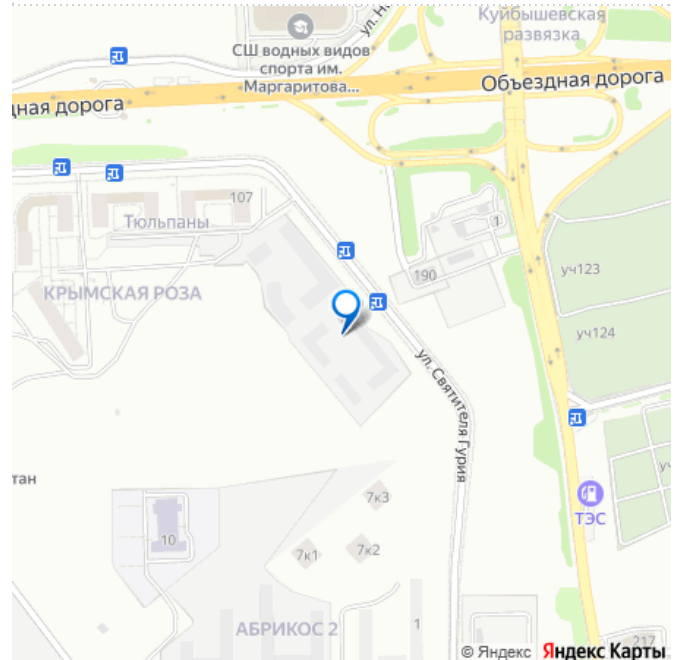 Куйбышевская
развязка
ул. Н
СШ водных видов
спорта им.
Маргаритова...
Объездная дорога
дная дорога
107
Тюльпаны
1
190
уч123
КРЫМСКАЯ РОЗА
уч124
ул. Святителя Гурия
тан
7к3
ТЭС
10
7к1
7к2
АБРИКОС 2
1
217
© Яндекс Яндекс Карты